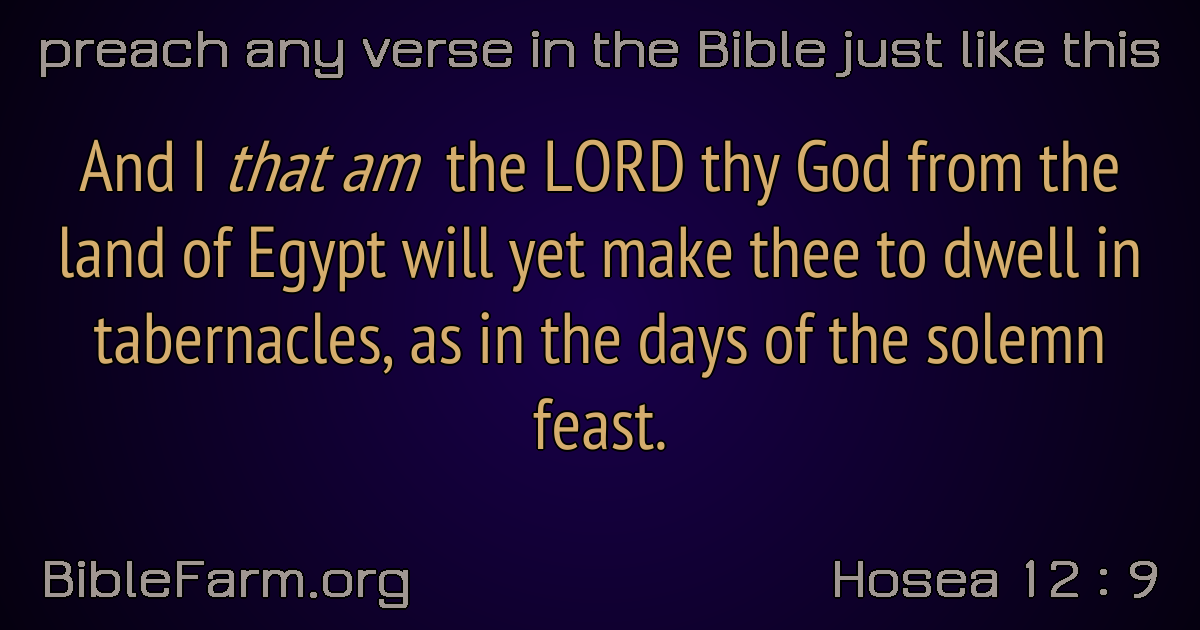 preach any verse in the Bible just like this
And I that am the LORD thy God from the
land of Egypt will yet make thee to dwell in
tabernacles, as in the days of the solemn
feast.
BibleFarm.org
Hosea 12 : 9